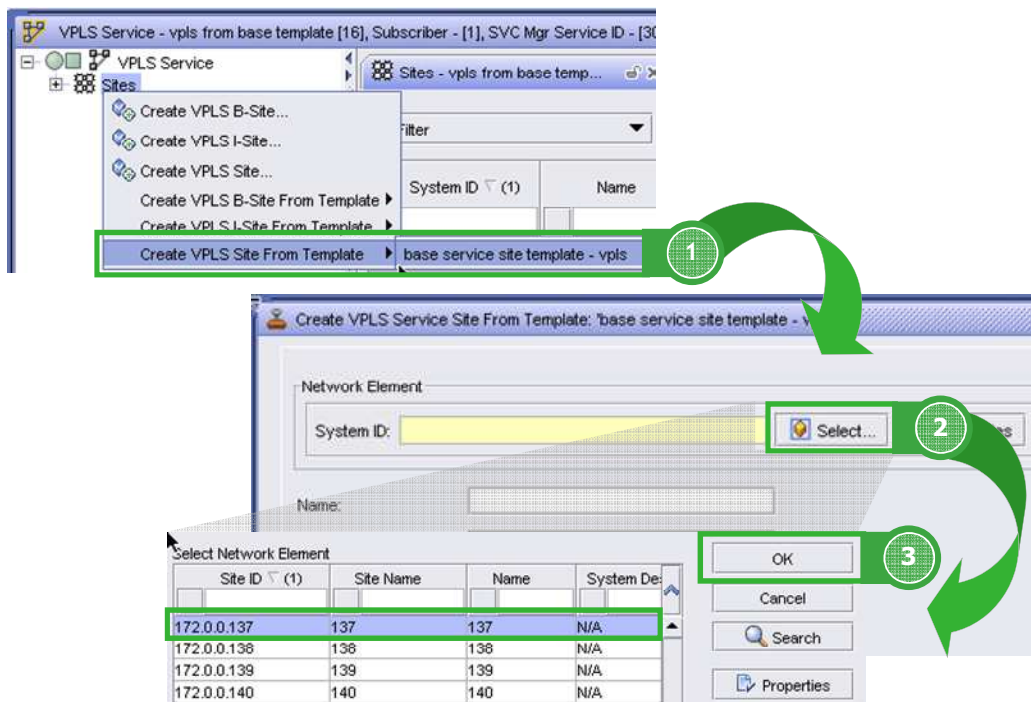 VPLS Service - vpls from base template [16], Subscriber - [1], SVC Mgr Service ID - [30
VPLS Service
Sites
Sites - vpls from base temp...
Create VPLS B-Site...
Create VPLS I-Site...
Create VPLS Site...
Create VPLS B-Site From Template
Create VPLS I-Site From Template
Create VPLS Site From Template
base service site template - vpls
Filter
System ID (1)
Name
1
Create VPLS Service Site From Template: 'base service site template - v
Network Element
System ID:
Select...
2
Name:
Select Network Element
Site ID (1)
Site Name
Name
System De
172.0.0.137
137
137
N/A
172.0.0.138
138
138
N/A
172.0.0.139
139
139
N/A
172.0.0.140
140
140
N/A
OK
3
Cancel
Search
Properties